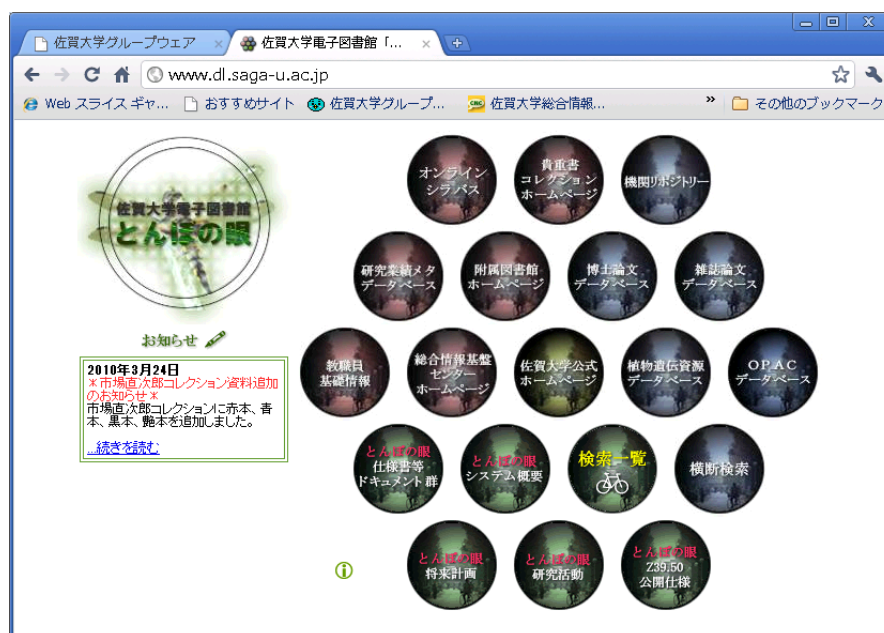 佐賀大学グループウェア
佐賀大学電子図書館「...
www.dl.saga-u.ac.jp
Web スライス ギャ...
おすすめサイト
佐賀大学グループ...
佐賀大学総合情報...
»
その他のブックマーク
佐賀大学電子図書館
とんぼの眼
お知らせ
2010年3月24日
＊市場直次郎コレクション資料追加
のお知らせ＊
市場直次郎コレクションに赤本、青
本、黒本、艶本を追加しました。
...続きを読む
オンライン
シラバス
貴重書
コレクション
ホームページ
機関リポジトリー
研究業績メタ
データベース
附属図書館
ホームページ
博士論文
データベース
雑誌論文
データベース
教職員
基礎情報
総合情報基盤
センター
ホームページ
佐賀大学公式
ホームページ
植物遺伝資源
データベース
OPAC
データベース
とんぼの眼
仕様書等
ドキュメント群
とんぼの眼
システム概要
検索一覧
横断検索
とんぼの眼
将来計画
とんぼの眼
研究活動
とんぼの眼
Z39.50
公開仕様